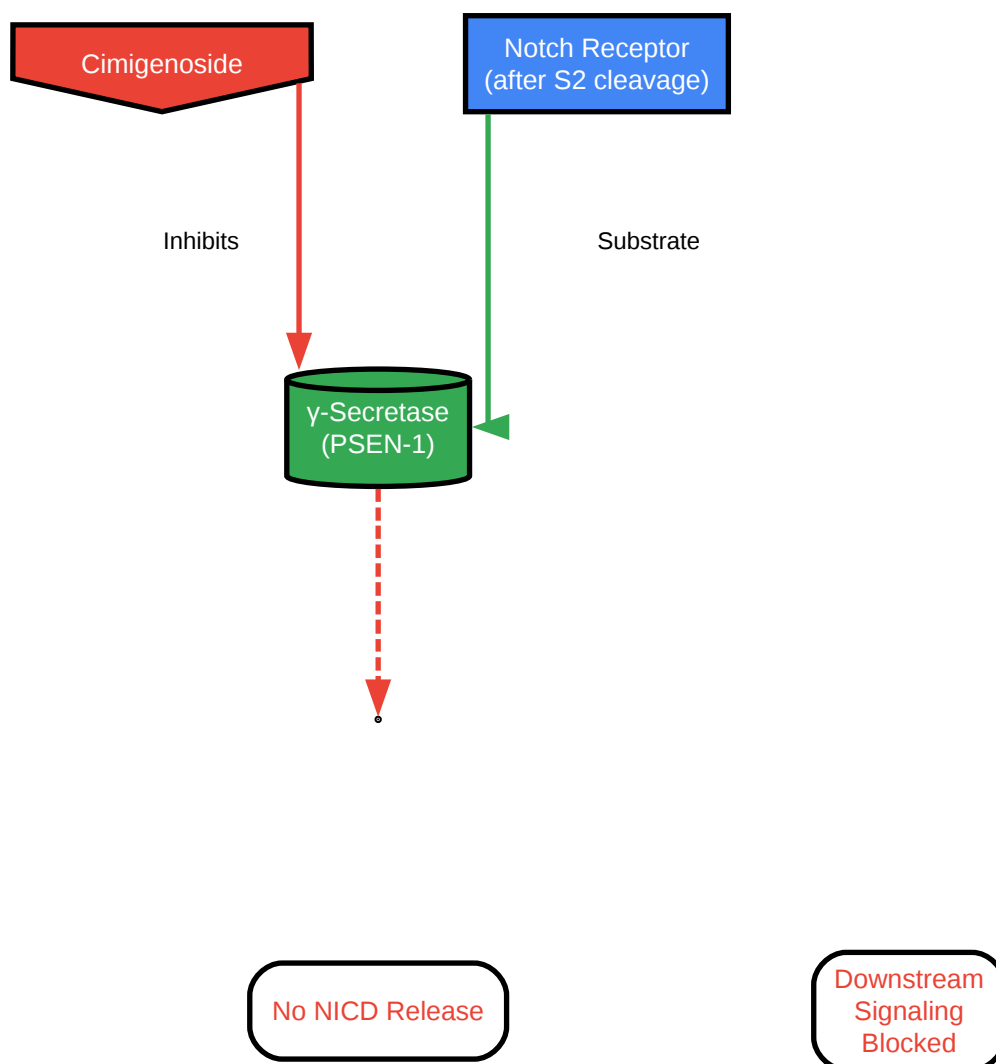 Cimigenoside
Notch Receptor
(after S2 cleavage)
Inhibits
Substrate
γ-Secretase
(PSEN-1)
No NICD Release
Downstream
Signaling
Blocked